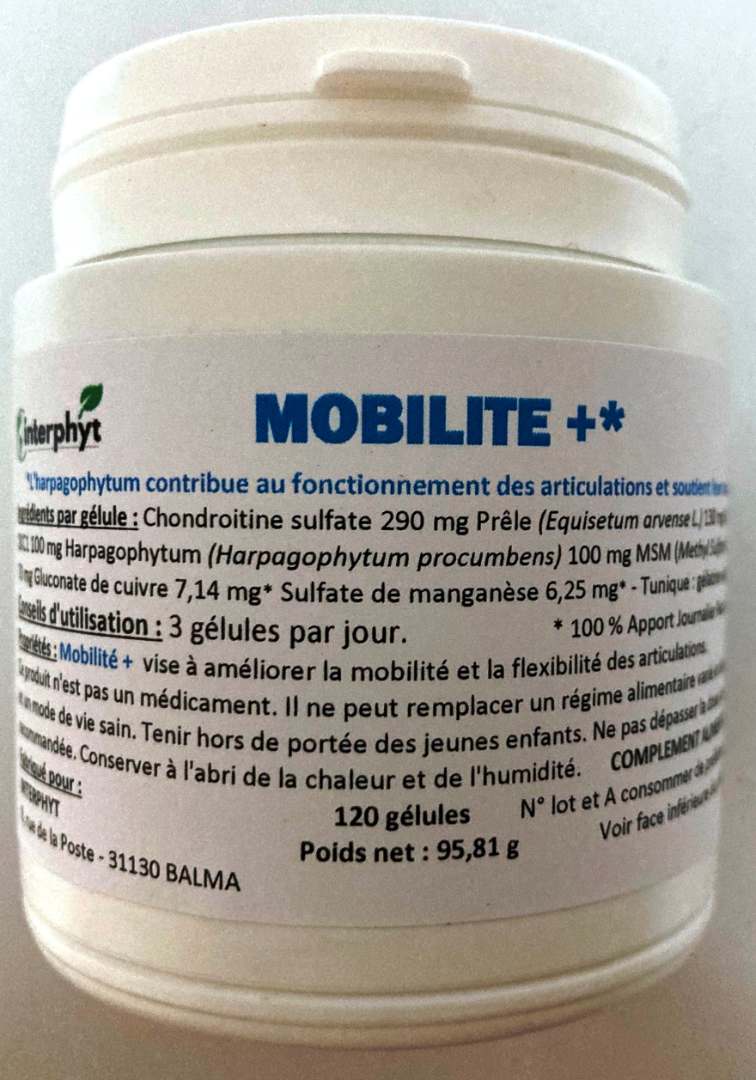 interphyt
MOBILITE +*
*L'harpagophytum contribue au fonctionnement des articulations et soutient
Ingrédients par gélule : Chondroitine sulfate 290 mg Prêle (Equisetum arvense L.)
100 mg Harpagophytum (Harpagophytum procumbens) 100 mg MSM
Gluconate de cuivre 7,14 mg* Sulfate de manganèse 6,25 mg* - Tunique :
Conseils d'utilisation : 3 gélules par jour.
* 100 % Apport Journalier
Propriétés : Mobilité + vise à améliorer la mobilité et la flexibilité des articulations.
Ce produit n'est pas un médicament. Il ne peut remplacer un régime alimentaire
et un mode de vie sain. Tenir hors de portée des jeunes enfants. Ne pas dépasser la
recommandée. Conserver à l'abri de la chaleur et de l'humidité. COMPLEMENT
Fabriqué pour :
INTERPHYT
rue de la Poste - 31130 BALMA
120 gélules
Poids net : 95,81 g
N° lot et A consommer de
Voir face inférieure